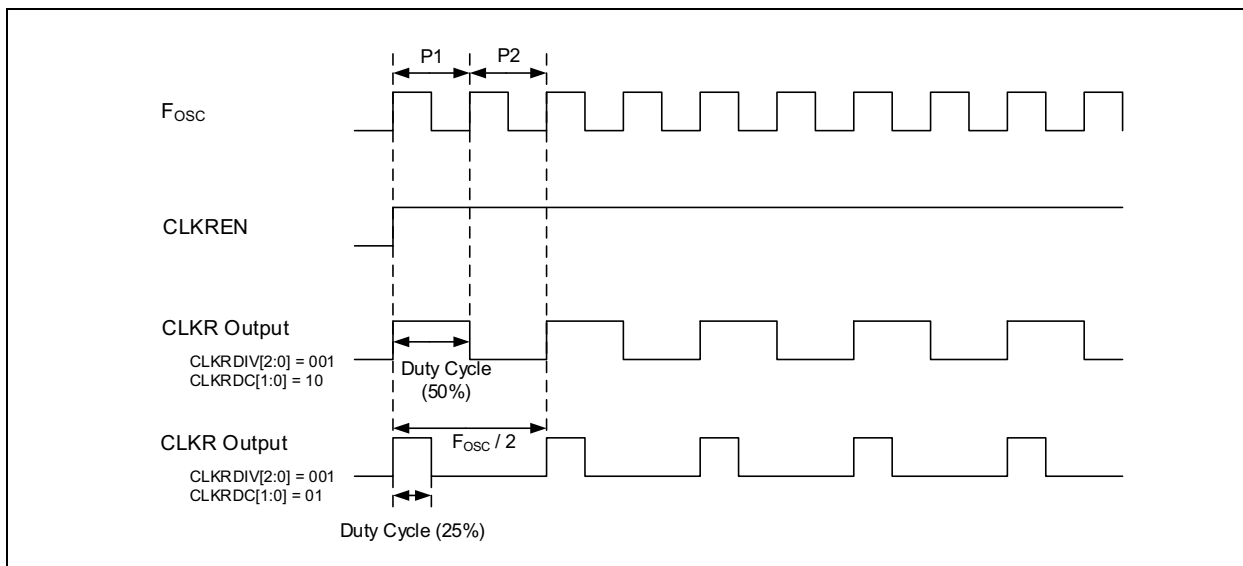 P1 P2
FOSC
CLKREN
CLKR Output
CLKRDIV[2:0] = 001
CLKRDC[1:0] = 10
Duty Cycle
(50%)
CLKR Output
FOSC / 2
CLKRDIV[2:0] = 001
CLKRDC[1:0] = 01
Duty Cycle (25%)